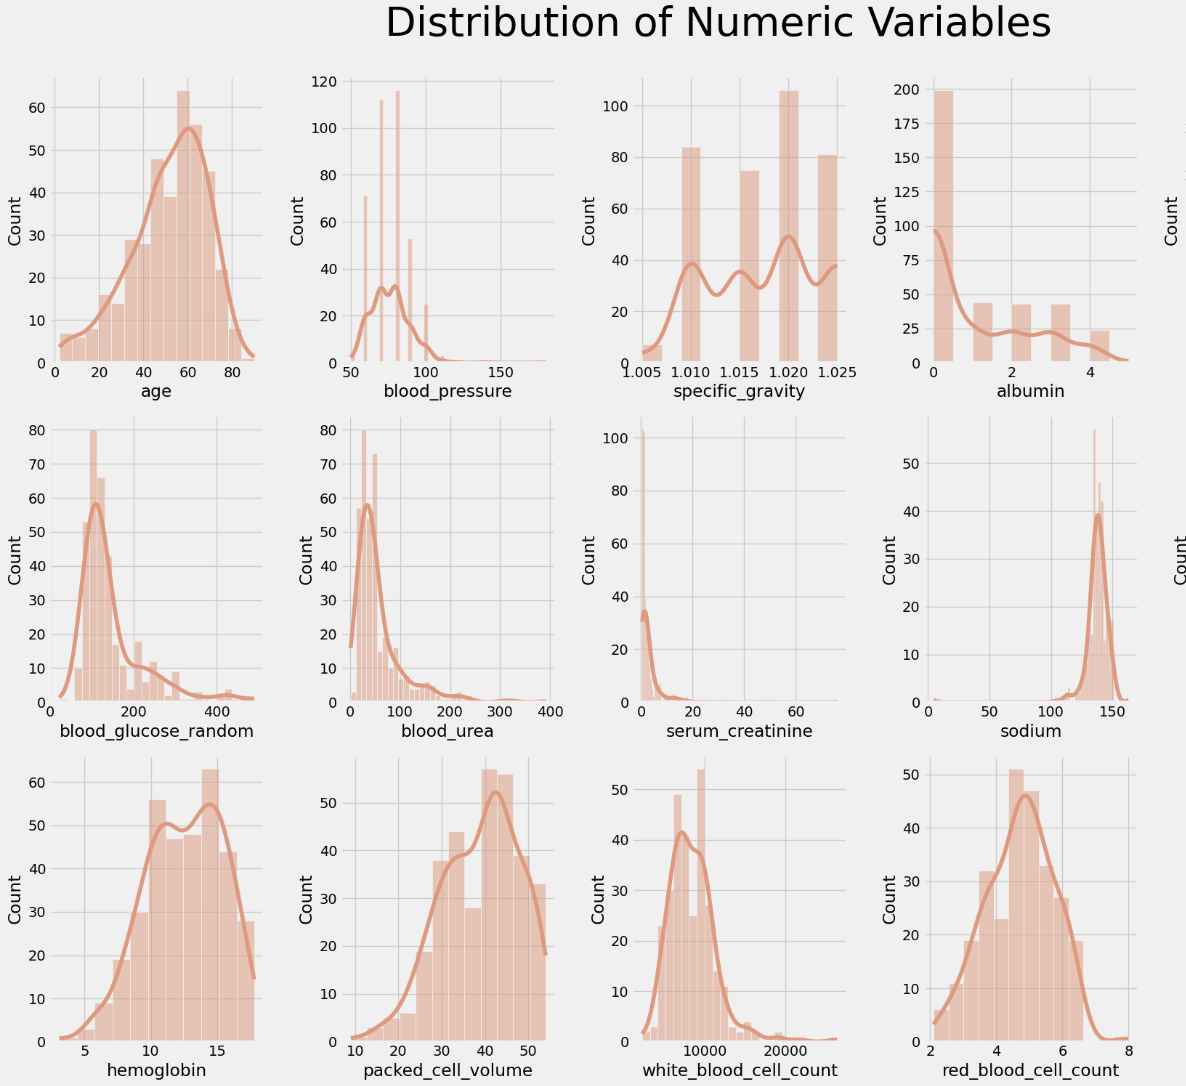 Distribution of Numeric Variables
Count
60
50
40
30
20
10
0
0 20 40 60 80
age
Count
120
100
80
60
40
20
0
50 100 150
blood_pressure
Count
100
80
60
40
20
0
1.005 1.010 1.015 1.020 1.025
specific_gravity
Count
200
175
150
125
100
75
50
25
0
0 2 4
albumin
Count
Count
80
70
60
50
40
30
20
10
0
0 200 400
blood_glucose_random
Count
80
70
60
50
40
30
20
10
0
0 100 200 300 400
blood_urea
Count
100
80
60
40
20
0
0 20 40 60
serum_creatinine
Count
50
40
30
20
10
0
0 50 100 150
sodium
Count
Count
60
50
40
30
20
10
0
5 10 15
hemoglobin
Count
50
40
30
20
10
0
10 20 30 40 50
packed_cell_volume
Count
50
40
30
20
10
0
10000 20000
white_blood_cell_count
Count
50
40
30
20
10
0
2 4 6 8
red_blood_cell_count